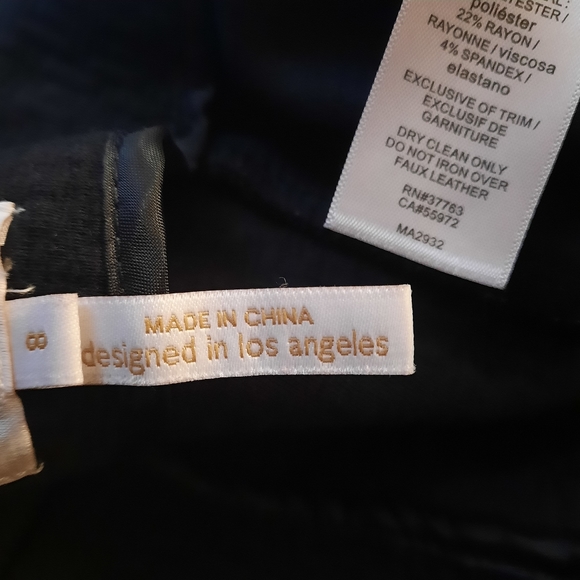 poliéster
22% RAYON /
RAYONNE / viscosa
4% SPANDEX /
elastano
EXCLUSIVE OF TRIM /
EXCLUSIF DE
GARNITURE
DRY CLEAN ONLY
DO NOT IRON OVER
FAUX LEATHER
RN#37763
CA#55972
MA2932
8
MADE IN CHINA
designed in los angeles